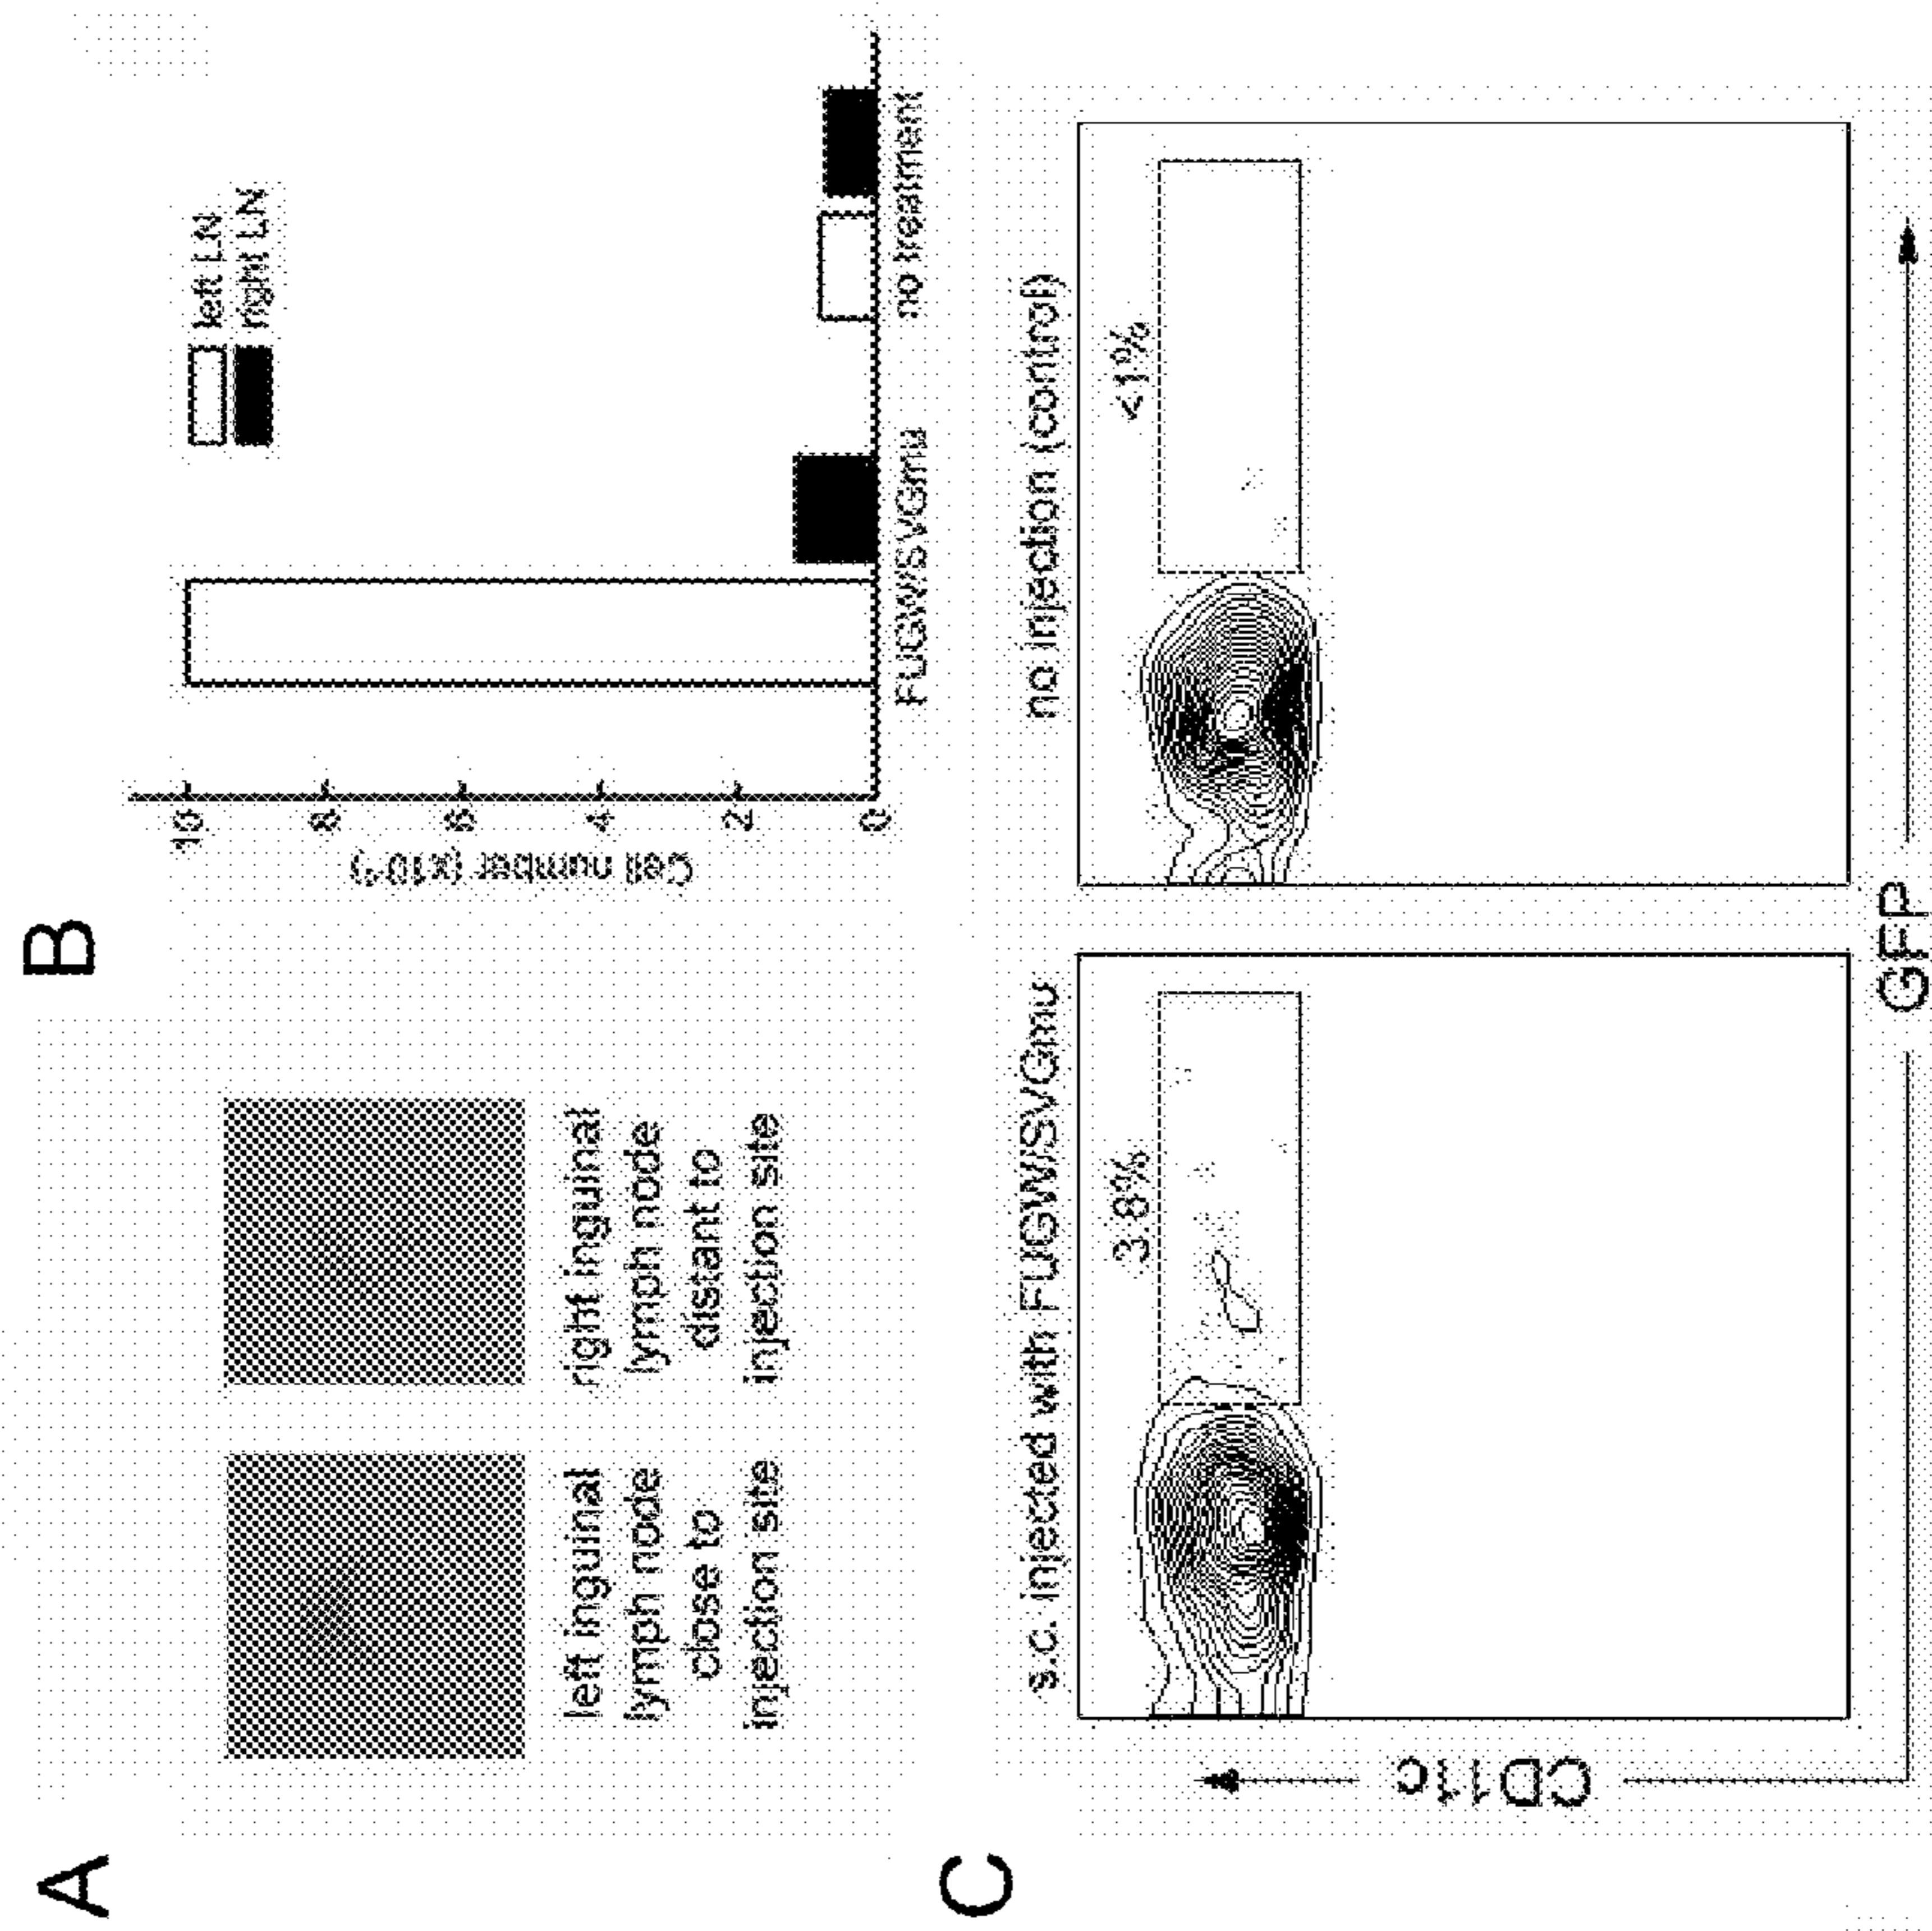 A
left inguinal
lymph node
close to
injection site
right inguinal
lymph node
distant to
injection site
B
Cell number
10
8
6
4
2
0
left LN
right LN
FUGW/SVGmu
no treatment
C
s.c. injected with FUGW/SVGmu
3.8%
no injection (control)
<1%
CD11c
GFP